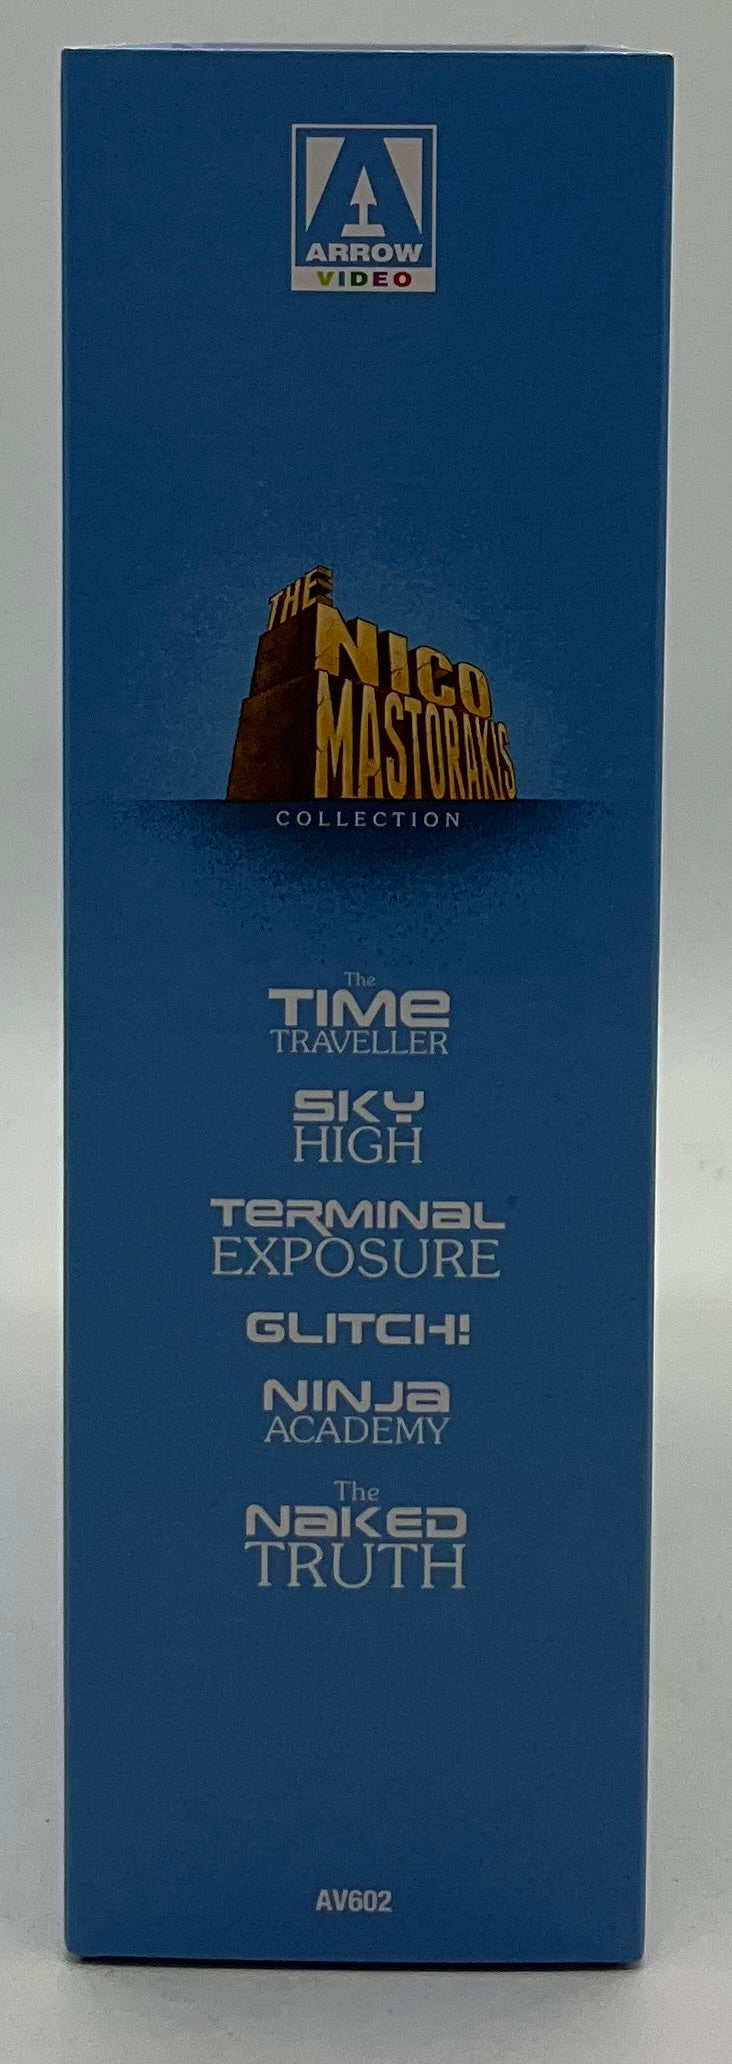 ARROW
VIDEO
THE
NICO
MASTORAKIS
COLLECTION
The
TIME
TRAVELLER
SKY
HIGH
TERMINAL
EXPOSURE
GLITCH!
NINJA
ACADEMY
The
NAKED
TRUTH
AV602